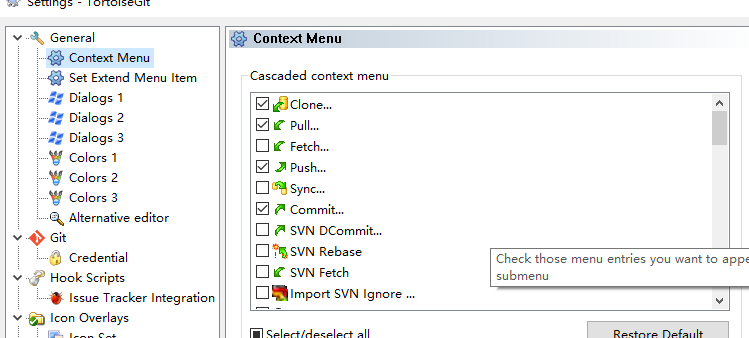 Settings - TortoiseGit
General
Context Menu
Set Extend Menu Item
Dialogs 1
Dialogs 2
Dialogs 3
Colors 1
Colors 2
Colors 3
Alternative editor
Git
Credential
Hook Scripts
Issue Tracker Integration
Icon Overlays
Icon Set
Context Menu
Cascaded context menu
Clone...
Pull...
Fetch...
Push...
Sync...
Commit...
SVN DCommit...
SVN Rebase
SVN Fetch
Import SVN Ignore ...
Check those menu entries you want to appe
submenu
Select/deselect all
Restore Default